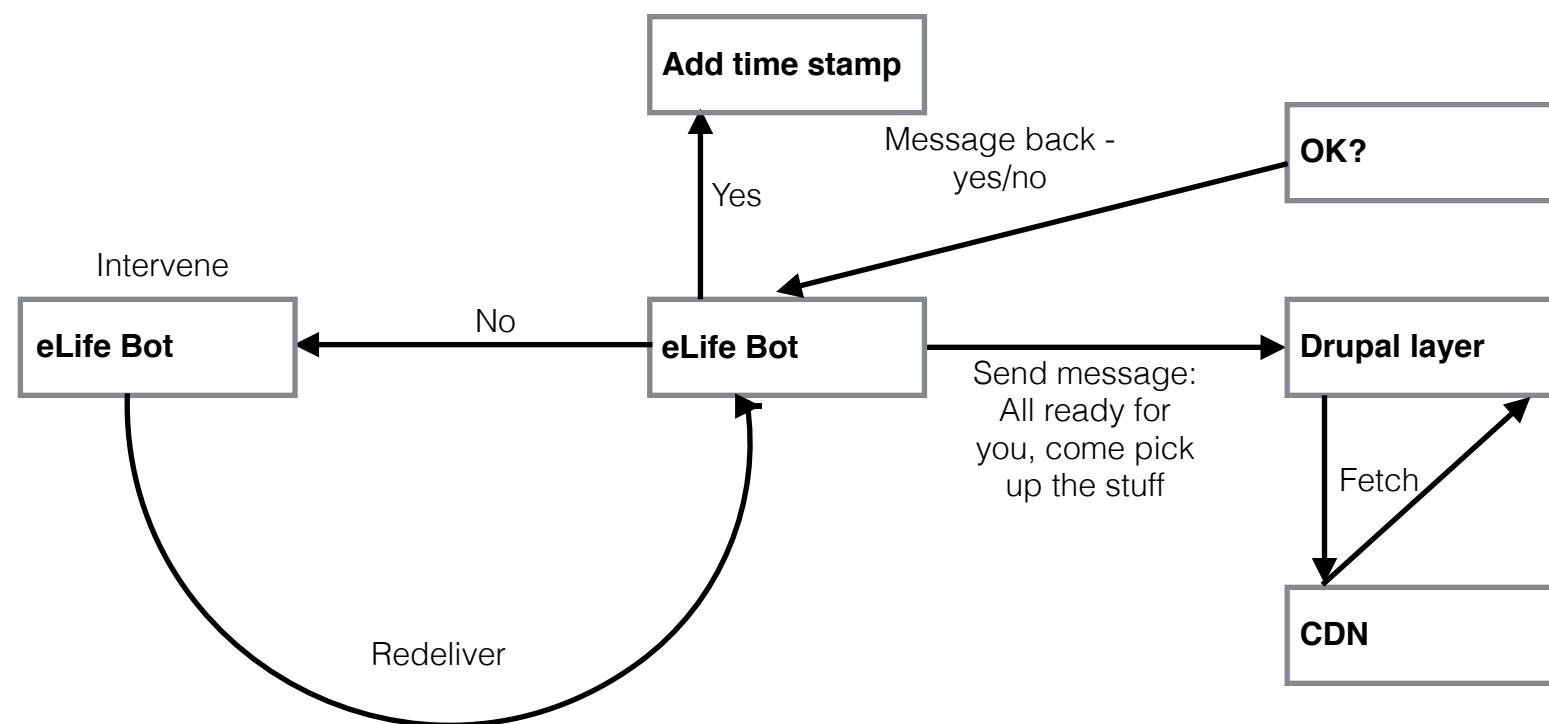 Add time stamp
Message back -
yes/no
OK?
Yes
Intervene
eLife Bot
No
eLife Bot
Drupal layer
Send message:
All ready for
you, come pick
up the stuff
Fetch
CDN
Redeliver